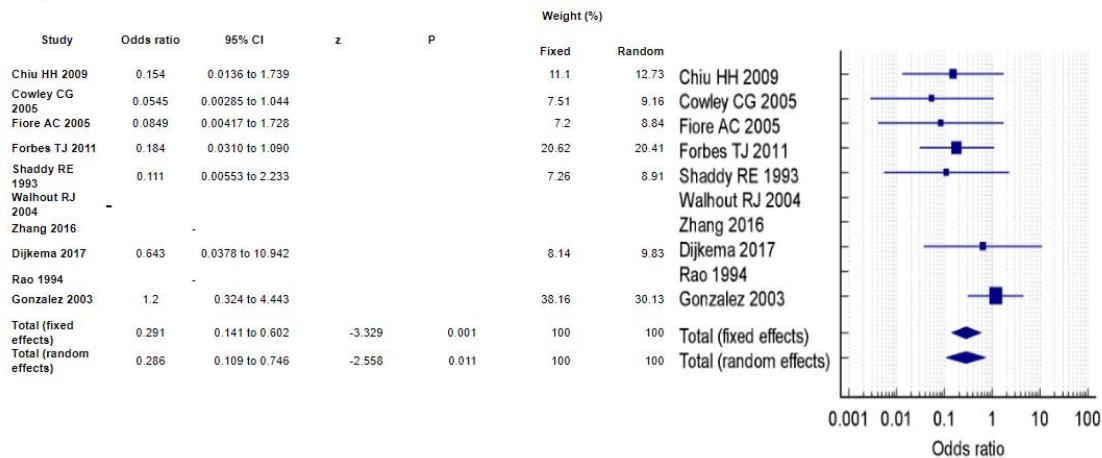 Weight (%)
Study Odds ratio 95% CI z P Fixed Random
Chiu HH 2009 0.154 0.0136 to 1.739 11.1 12.73 Chiu HH 2009
Cowley CG 2005 0.0545 0.00285 to 1.044 7.51 9.16 Cowley CG 2005
Fiore AC 2005 0.0849 0.00417 to 1.728 7.2 8.84 Fiore AC 2005
Forbes TJ 2011 0.184 0.0310 to 1.090 20.62 20.41 Forbes TJ 2011
Shaddy RE 1993 0.111 0.00553 to 2.233 7.26 8.91 Shaddy RE 1993
Walhout RJ 2004 - Walhout RJ 2004
Zhang 2016 - Zhang 2016
Dijkema 2017 0.643 0.0378 to 10.942 8.14 9.83 Dijkema 2017
Rao 1994 - Rao 1994
Gonzalez 2003 1.2 0.324 to 4.443 38.16 30.13 Gonzalez 2003
Total (fixed effects) 0.291 0.141 to 0.602 -3.329 0.001 100 100 Total (fixed effects)
Total (random effects) 0.286 0.109 to 0.746 -2.558 0.011 100 100 Total (random effects)
0.001 0.01 0.1 1 10 100
Odds ratio